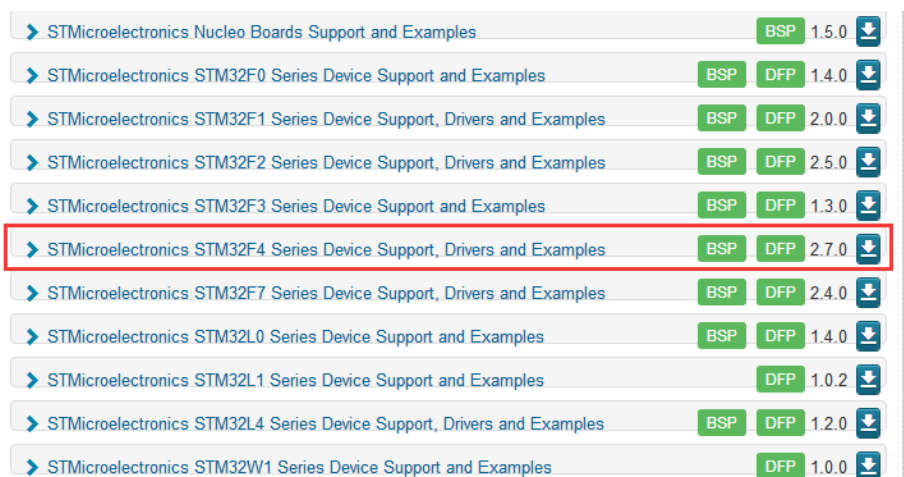 STMicroelectronics Nucleo Boards Support and Examples BSP 1.5.0
STMicroelectronics STM32F0 Series Device Support and Examples BSP DFP 1.4.0
STMicroelectronics STM32F1 Series Device Support, Drivers and Examples BSP DFP 2.0.0
STMicroelectronics STM32F2 Series Device Support, Drivers and Examples BSP DFP 2.5.0
STMicroelectronics STM32F3 Series Device Support and Examples BSP DFP 1.3.0
STMicroelectronics STM32F4 Series Device Support, Drivers and Examples BSP DFP 2.7.0
STMicroelectronics STM32F7 Series Device Support, Drivers and Examples BSP DFP 2.4.0
STMicroelectronics STM32L0 Series Device Support and Examples BSP DFP 1.4.0
STMicroelectronics STM32L1 Series Device Support and Examples DFP 1.0.2
STMicroelectronics STM32L4 Series Device Support, Drivers and Examples BSP DFP 1.2.0
STMicroelectronics STM32W1 Series Device Support and Examples DFP 1.0.0